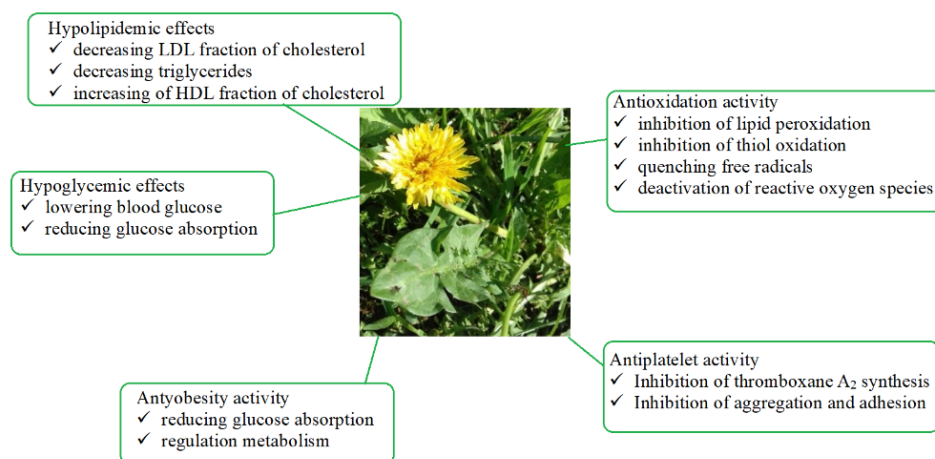 Hypolipidemic effects
✓ decreasing LDL fraction of cholesterol
✓ decreasing triglycerides
✓ increasing of HDL fraction of cholesterol
Antioxidation activity
✓ inhibition of lipid peroxidation
✓ inhibition of thiol oxidation
✓ quenching free radicals
✓ deactivation of reactive oxygen species
Hypoglycemic effects
✓ lowering blood glucose
✓ reducing glucose absorption
Antiplatelet activity
✓ Inhibition of thromboxane A₂ synthesis
✓ Inhibition of aggregation and adhesion
Antyobesity activity
✓ reducing glucose absorption
✓ regulation metabolism